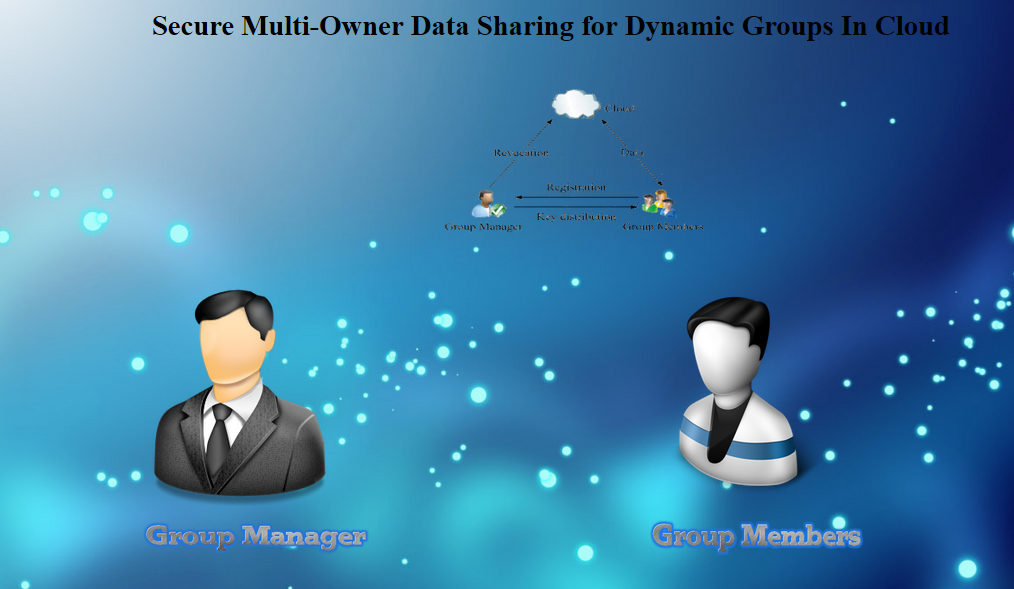 Secure Multi-Owner Data Sharing for Dynamic Groups In Cloud
Cloud
Revocation
Data
Registration
Key distribution
Group Manager
Group Members
Group Manager
Group Members